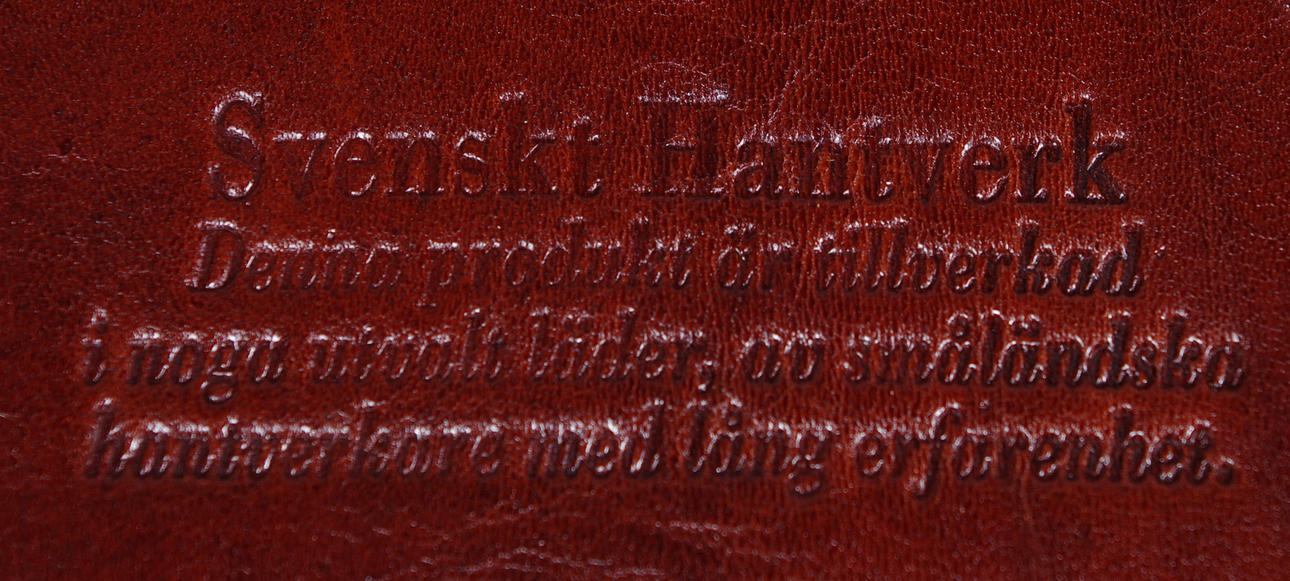 Svenskt Hantverk
Denna produkt är tillverkad
i noga utvalt läder, av småländska
hantverkare med lång erfarenhet.